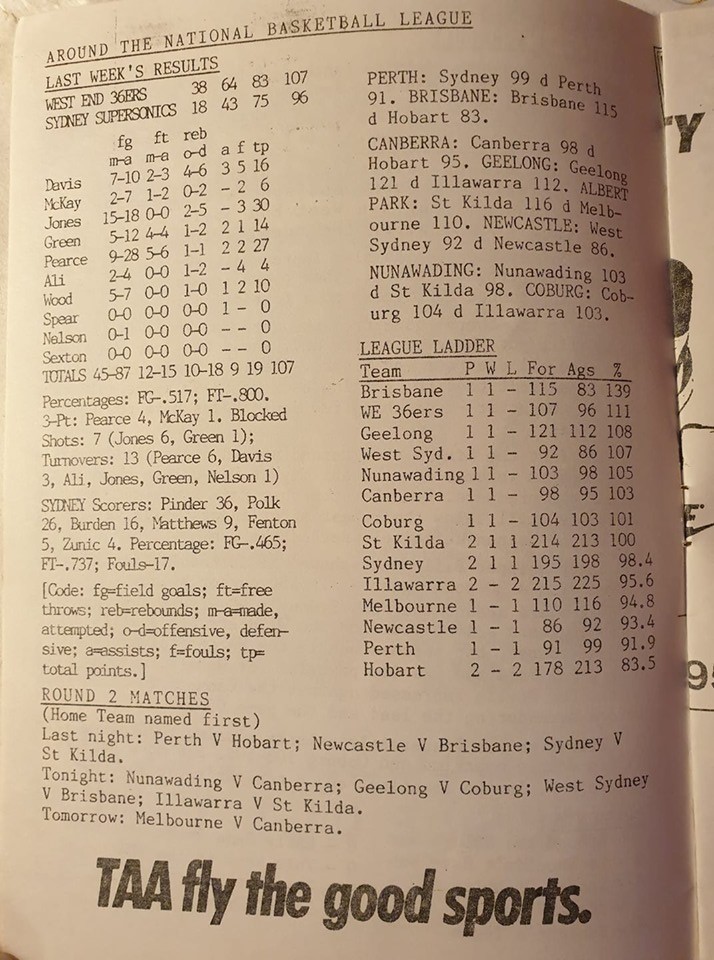 AROUND THE NATIONAL BASKETBALL LEAGUE
LAST WEEK'S RESULTS
WEST END 36ERS 38 64 83 107
SYDNEY SUPERSONICS 18 43 75 96
fg ft reb
m-a m-a o-d a f tp
Davis 7-10 2-3 4-6 3 5 16
McKay 2-7 1-2 0-2 - 2 6
Jones 15-18 0-0 2-5 - 3 30
Green 5-12 4-4 1-2 2 1 14
Pearce 9-28 5-6 1-1 2 2 27
Ali 2-4 0-0 1-2 - 4 4
Wood 5-7 0-0 1-0 1 2 10
Spear 0-0 0-0 0-0 1 - 0
Nelson 0-1 0-0 0-0 - - 0
Sexton 0-0 0-0 0-0 - - 0
TOTALS 45-87 12-15 10-18 9 19 107
Percentages: FG-.517; FT-.800.
3-Pt: Pearce 4, McKay 1. Blocked
Shots: 7 (Jones 6, Green 1);
Turnovers: 13 (Pearce 6, Davis
3, Ali, Jones, Green, Nelson 1)
SYDNEY Scorers: Pinder 36, Polk
26, Burden 16, Matthews 9, Fenton
5, Zunic 4. Percentage: FG-.465;
FT-.737; Fouls-17.
[Code: fg=field goals; ft=free
throws; reb=rebounds; m-a=made,
attempted; o-d=offensive, defen-
sive; a=assists; f=fouls; tp=
total points.]
PERTH: Sydney 99 d Perth
91. BRISBANE: Brisbane 115
d Hobart 83.
CANBERRA: Canberra 98 d
Hobart 95. GEELONG: Geelong
121 d Illawarra 112. ALBERT
PARK: St Kilda 116 d Melb-
ourne 110. NEWCASTLE: West
Sydney 92 d Newcastle 86.
NUNAWADING: Nunawading 103
d St Kilda 98. COBURG: Cob-
urg 104 d Illawarra 103.
LEAGUE LADDER
Team P W L For Ags %
Brisbane 1 1 - 115 83 139
WE 36ers 1 1 - 107 96 111
Geelong 1 1 - 121 112 108
West Syd. 1 1 - 92 86 107
Nunawading 1 1 - 103 98 105
Canberra 1 1 - 98 95 103
Coburg 1 1 - 104 103 101
St Kilda 2 1 1 214 213 100
Sydney 2 1 1 195 198 98.4
Illawarra 2 - 2 215 225 95.6
Melbourne 1 - 1 110 116 94.8
Newcastle 1 - 1 86 92 93.4
Perth 1 - 1 91 99 91.9
Hobart 2 - 2 178 213 83.5
ROUND 2 MATCHES
(Home Team named first)
Last night: Perth V Hobart; Newcastle V Brisbane; Sydney V
St Kilda.
Tonight: Nunawading V Canberra; Geelong V Coburg; West Sydney
V Brisbane; Illawarra V St Kilda.
Tomorrow: Melbourne V Canberra.
TAA fly the good sports.